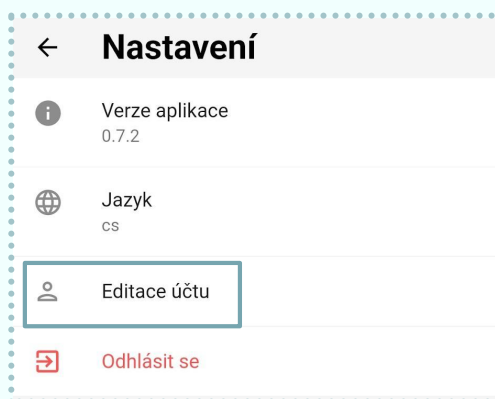 Nastavení
Verze aplikace
0.7.2
Jazyk
cs
Editace účtu
Odhlásit se